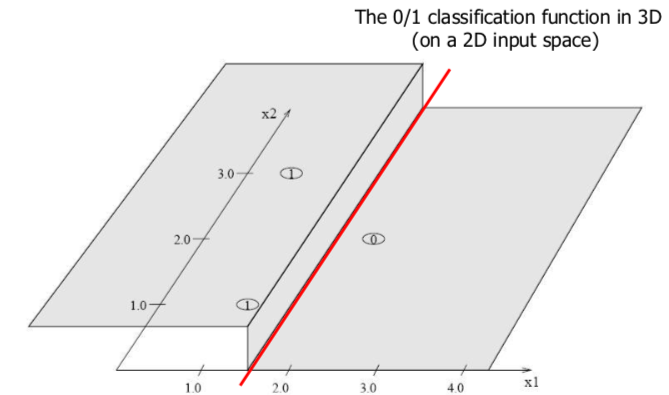 The 0/1 classification function in 3D
(on a 2D input space)
x2
3.0
1
2.0
0
1.0
1
x1
1.0
2.0
3.0
4.0